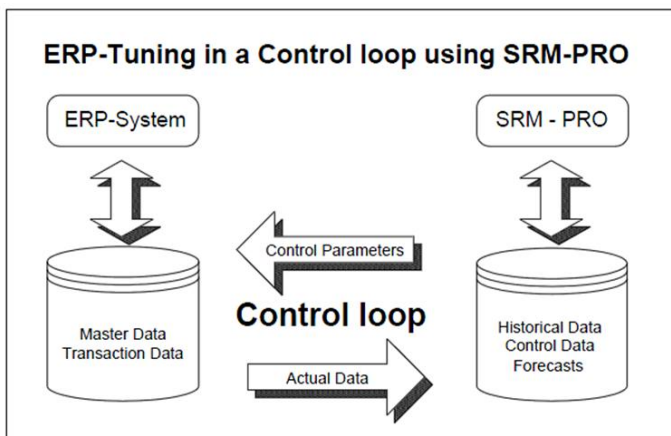 ERP-Tuning in a Control loop using SRM-PRO
ERP-System
SRM - PRO
Control Parameters
Control loop
Master Data
Transaction Data
Historical Data
Control Data
Forecasts
Actual Data